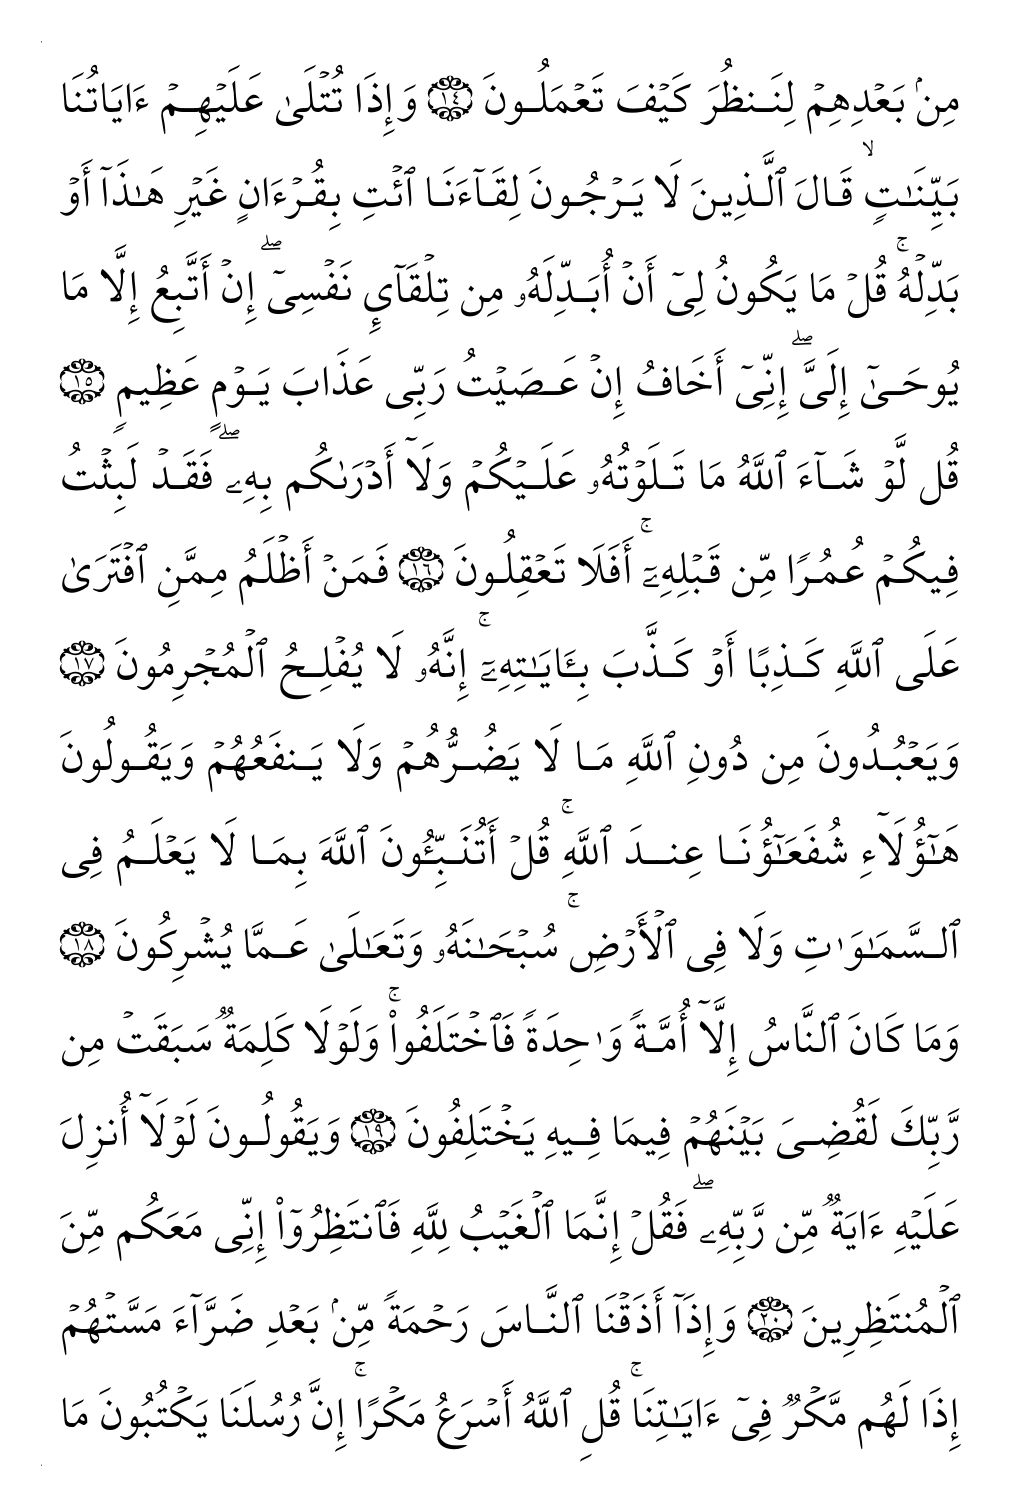 مِنۢ بَعۡدِهِمۡ لِنَنظُرَ كَيۡفَ تَعۡمَلُونَ ١٤ وَإِذَا تُتۡلَىٰ عَلَيۡهِمۡ ءَايَاتُنَا
بَيِّنَٰتٖ ۙ قَالَ ٱلَّذِينَ لَا يَرۡجُونَ لِقَآءَنَا ٱئۡتِ بِقُرۡءَانٍ غَيۡرِ هَٰذَآ أَوۡ
بَدِّلۡهُۚ قُلۡ مَا يَكُونُ لِيٓ أَنۡ أُبَدِّلَهُۥ مِن تِلۡقَآيِٕ نَفۡسِيٓۖ إِنۡ أَتَّبِعُ إِلَّا مَا
يُوحَىٰٓ إِلَيَّۖ إِنِّيٓ أَخَافُ إِنۡ عَصَيۡتُ رَبِّي عَذَابَ يَوۡمٍ عَظِيمٖ ١٥
قُل لَّوۡ شَآءَ ٱللَّهُ مَا تَلَوۡتُهُۥ عَلَيۡكُمۡ وَلَآ أَدۡرَىٰكُم بِهِۦۖ فَقَدۡ لَبِثۡتُ
فِيكُمۡ عُمُرٗا مِّن قَبۡلِهِۦٓۚ أَفَلَا تَعۡقِلُونَ ١٦ فَمَنۡ أَظۡلَمُ مِمَّنِ ٱفۡتَرَىٰ
عَلَى ٱللَّهِ كَذِبًا أَوۡ كَذَّبَ بِـَٔايَٰتِهِۦٓۚ إِنَّهُۥ لَا يُفۡلِحُ ٱلۡمُجۡرِمُونَ ١٧
وَيَعۡبُدُونَ مِن دُونِ ٱللَّهِ مَا لَا يَضُرُّهُمۡ وَلَا يَنفَعُهُمۡ وَيَقُولُونَ
هَٰٓؤُلَآءِ شُفَعَٰٓؤُنَا عِندَ ٱللَّهِۚ قُلۡ أَتُنَبِّـُٔونَ ٱللَّهَ بِمَا لَا يَعۡلَمُ فِي
ٱلسَّمَٰوَٰتِ وَلَا فِي ٱلۡأَرۡضِۚ سُبۡحَٰنَهُۥ وَتَعَٰلَىٰ عَمَّا يُشۡرِكُونَ ١٨
وَمَا كَانَ ٱلنَّاسُ إِلَّآ أُمَّةٗ وَٰحِدَةٗ فَٱخۡتَلَفُواْۚ وَلَوۡلَا كَلِمَةٞ سَبَقَتۡ مِن
رَّبِّكَ لَقُضِيَ بَيۡنَهُمۡ فِيمَا فِيهِ يَخۡتَلِفُونَ ١٩ وَيَقُولُونَ لَوۡلَآ أُنزِلَ
عَلَيۡهِ ءَايَةٞ مِّن رَّبِّهِۦۖ فَقُلۡ إِنَّمَا ٱلۡغَيۡبُ لِلَّهِ فَٱنتَظِرُوٓاْ إِنِّي مَعَكُم مِّنَ
ٱلۡمُنتَظِرِينَ ٢٠ وَإِذَآ أَذَقۡنَا ٱلنَّاسَ رَحۡمَةٗ مِّنۢ بَعۡدِ ضَرَّآءَ مَسَّتۡهُمۡ
إِذَا لَهُم مَّكۡرٞ فِيٓ ءَايَٰتِنَاۚ قُلِ ٱللَّهُ أَسۡرَعُ مَكۡرًاۚ إِنَّ رُسُلَنَا يَكۡتُبُونَ مَا